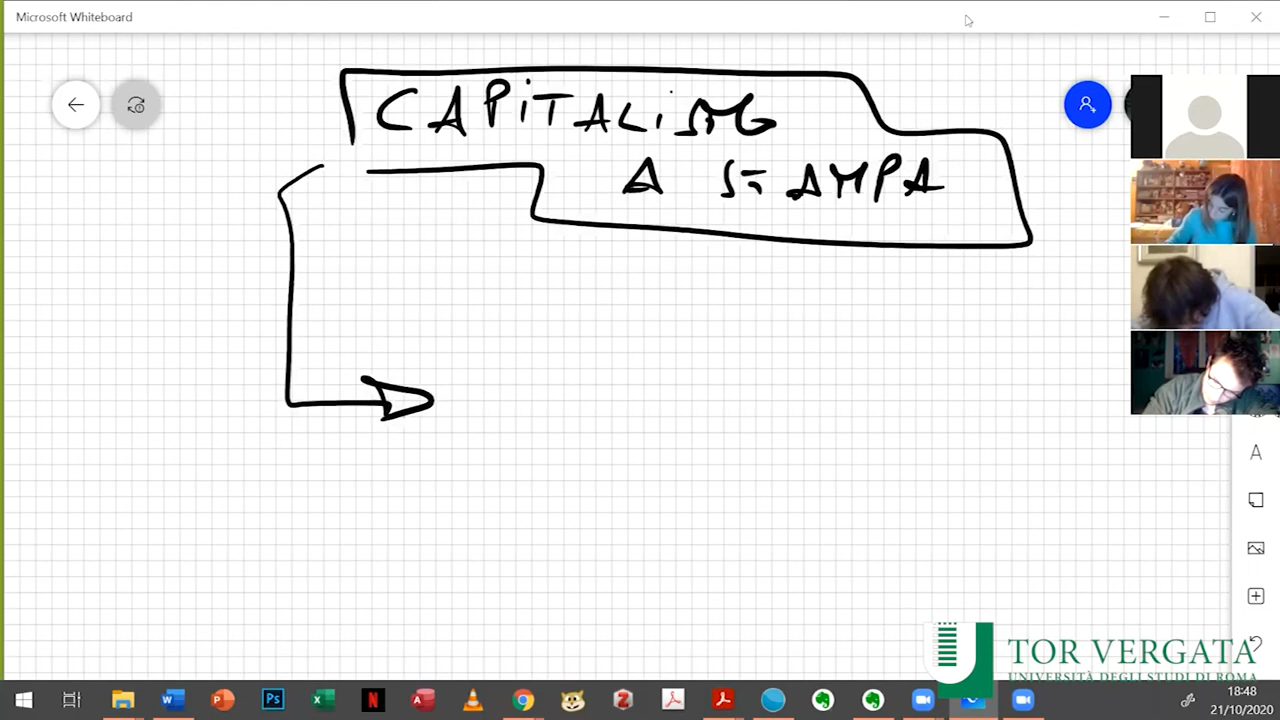 Microsoft Whiteboard
CAPiTALiSMO
A STAMPA
TOR VERGATA
UNIVERSITÀ DEGLI STUDI DI ROMA
18:48
21/10/2020